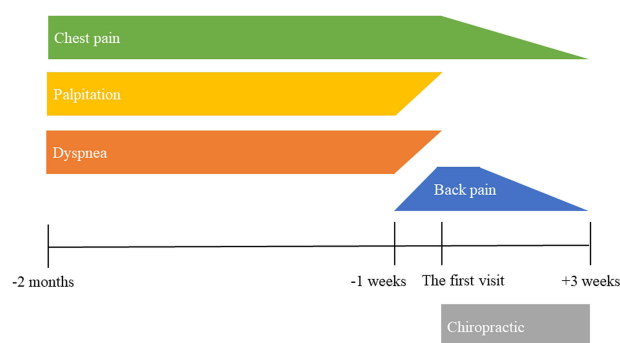 Chest pain
Palpitation
Dyspnea
Back pain
-2 months
-1 weeks
The first visit
+3 weeks
Chiropractic